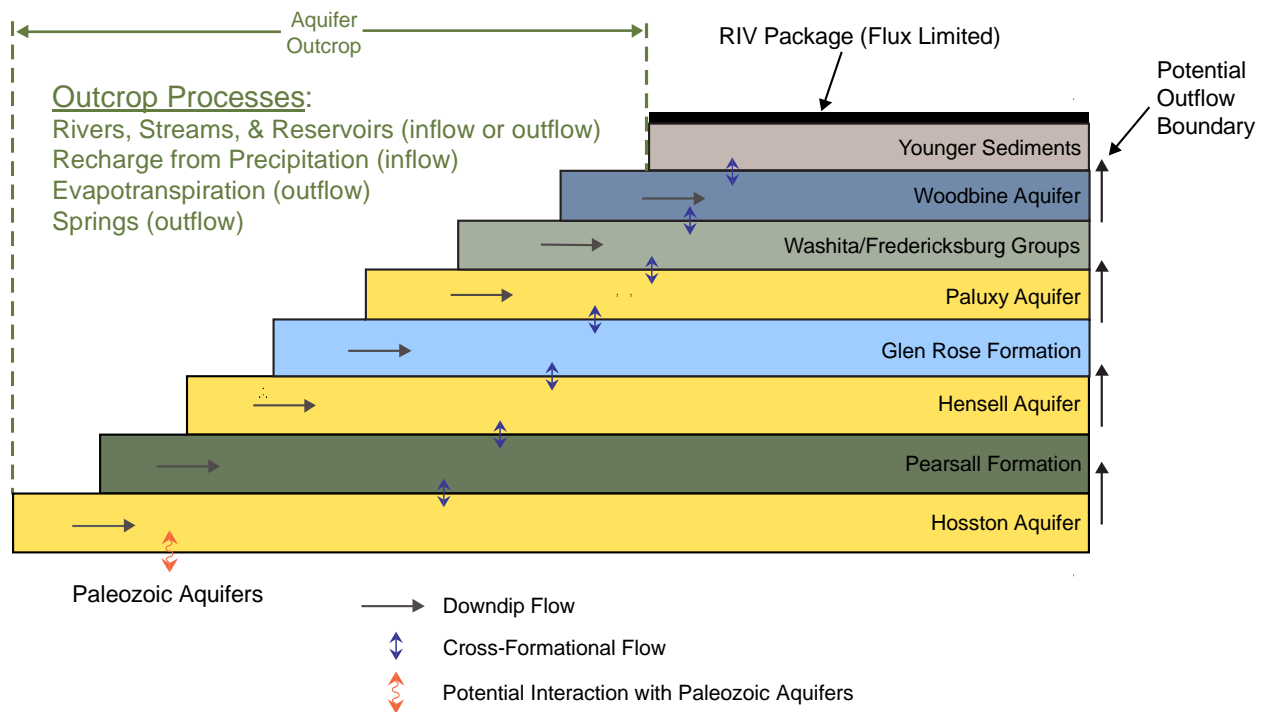 Aquifer
Outcrop
RIV Package (Flux Limited)
Potential
Outflow
Boundary
Outcrop Processes:
Rivers, Streams, & Reservoirs (inflow or outflow)
Recharge from Precipitation (inflow)
Evapotranspiration (outflow)
Springs (outflow)
Younger Sediments
Woodbine Aquifer
Washita/Fredericksburg Groups
Paluxy Aquifer
Glen Rose Formation
Hensell Aquifer
Pearsall Formation
Hosston Aquifer
Paleozoic Aquifers
Downdip Flow
Cross-Formational Flow
Potential Interaction with Paleozoic Aquifers